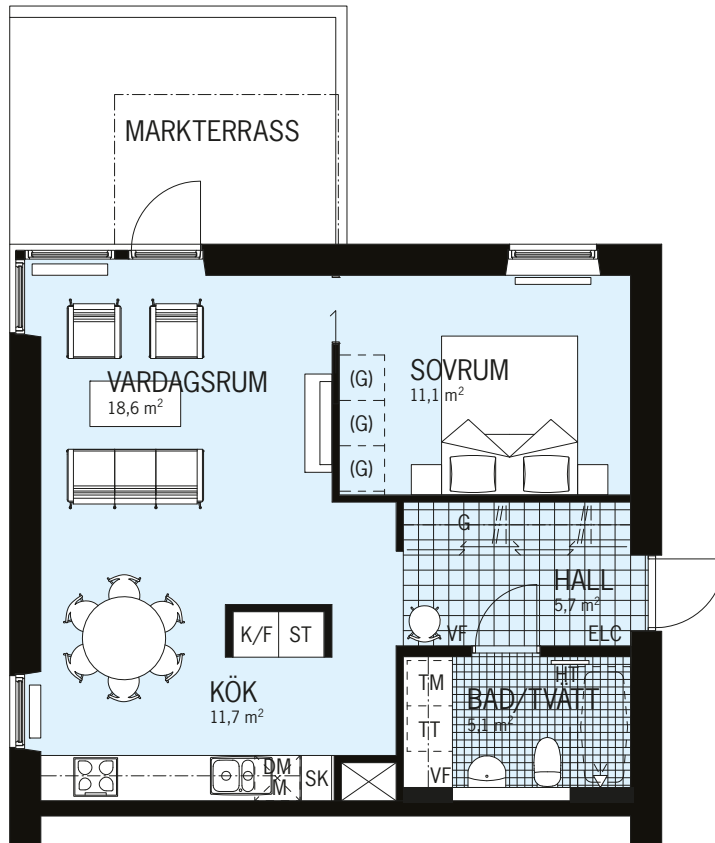 MARKTERRASS
VARDAGSRUM
18,6 m²
(G)
(G)
(G)
SOVRUM
11,1 m²
G
HALL
5,7 m²
VF
ELC
K/F
ST
KÖK
11,7 m²
DM
M
SK
TM
TT
VF
HT
BAD/TVÄTT
5,1 m²